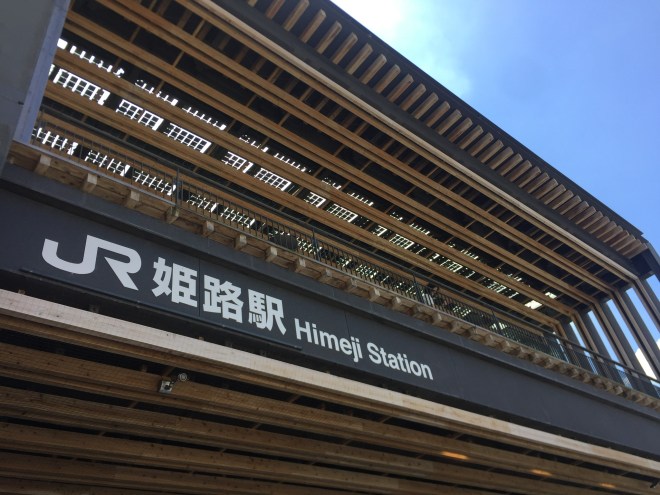 JR 姫路駅 Himeji Station